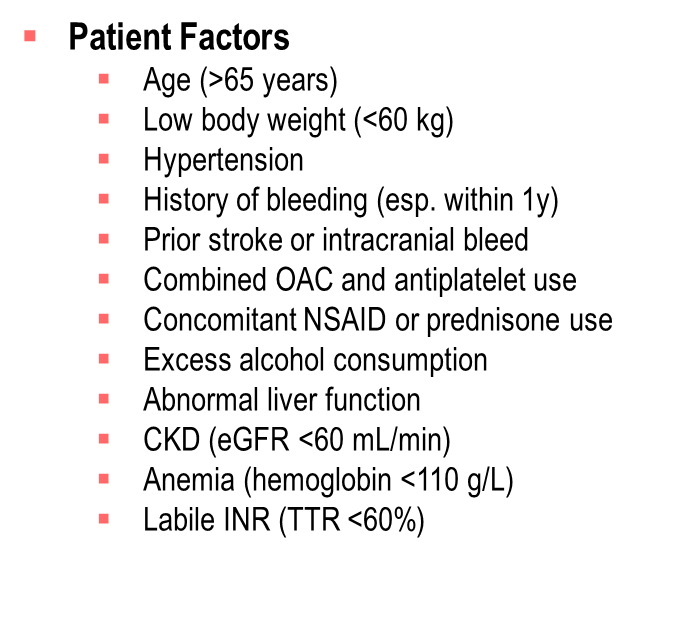 Patient Factors
Age (>65 years)
Low body weight (<60 kg)
Hypertension
History of bleeding (esp. within 1y)
Prior stroke or intracranial bleed
Combined OAC and antiplatelet use
Concomitant NSAID or prednisone use
Excess alcohol consumption
Abnormal liver function
CKD (eGFR <60 mL/min)
Anemia (hemoglobin <110 g/L)
Labile INR (TTR <60%)